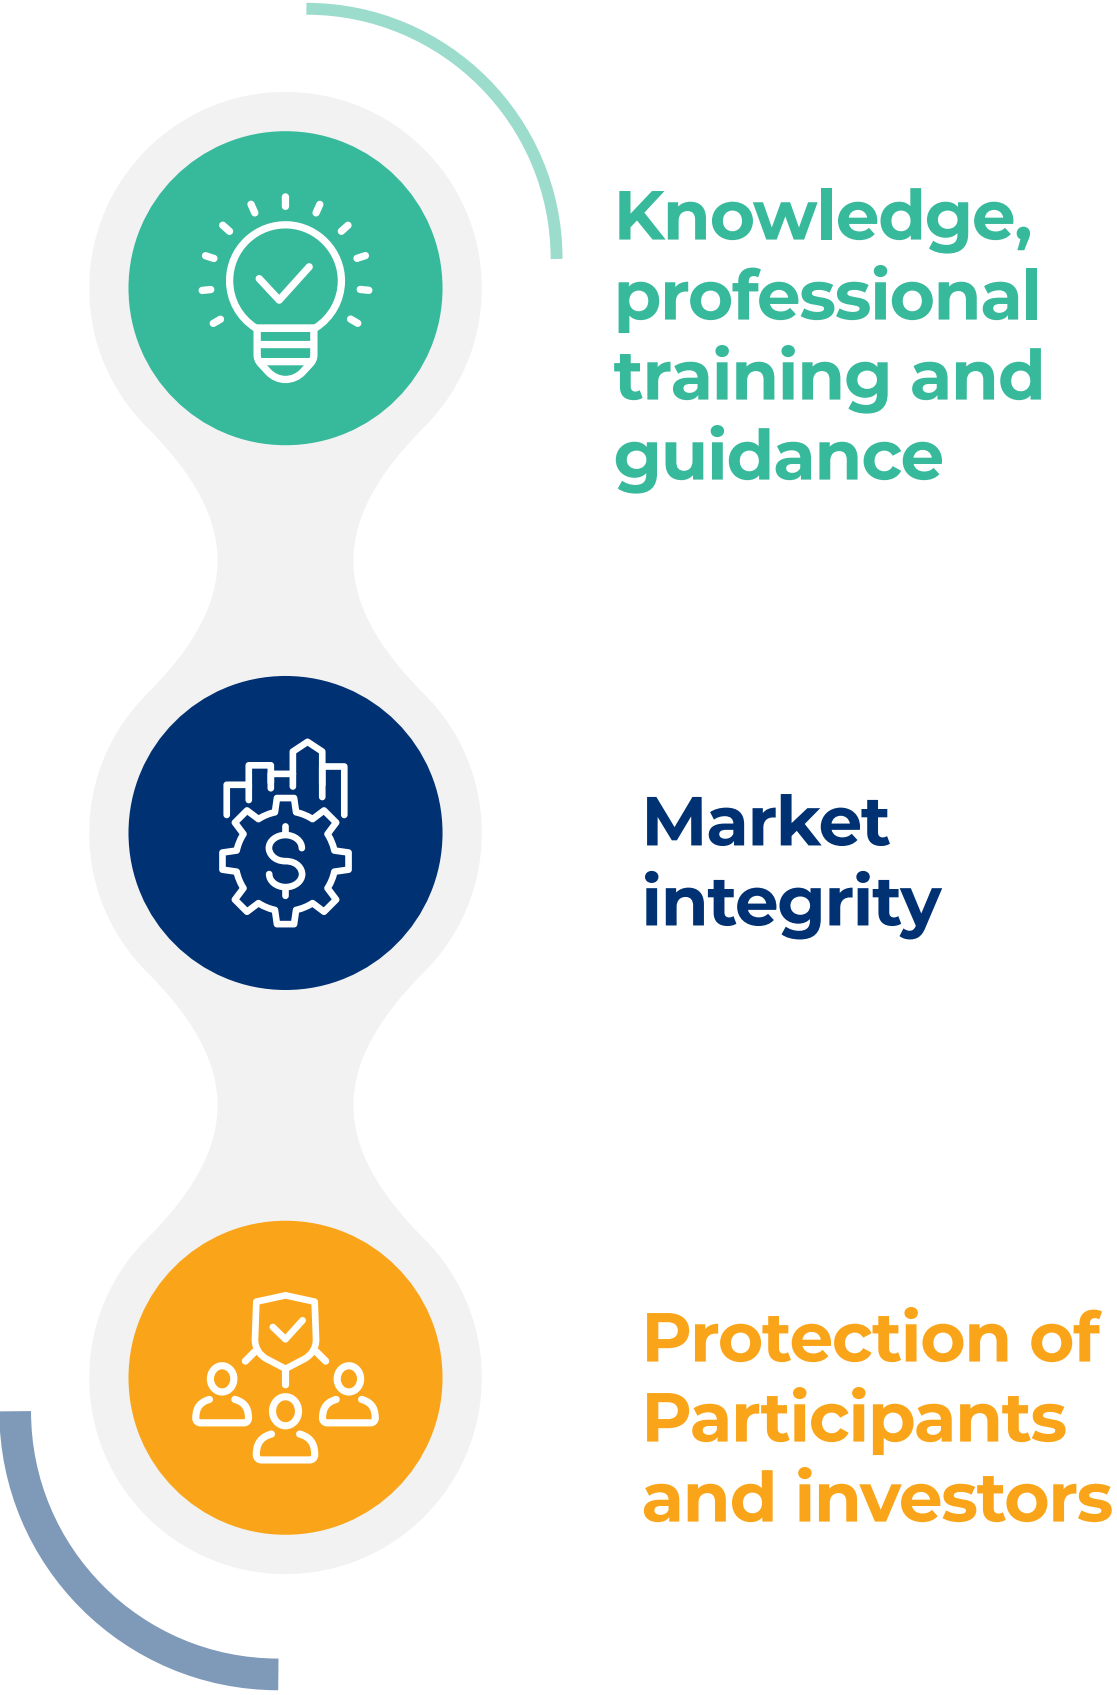 Knowledge,
professional
training and
guidance
$
Market
integrity
Protection of
Participants
and investors